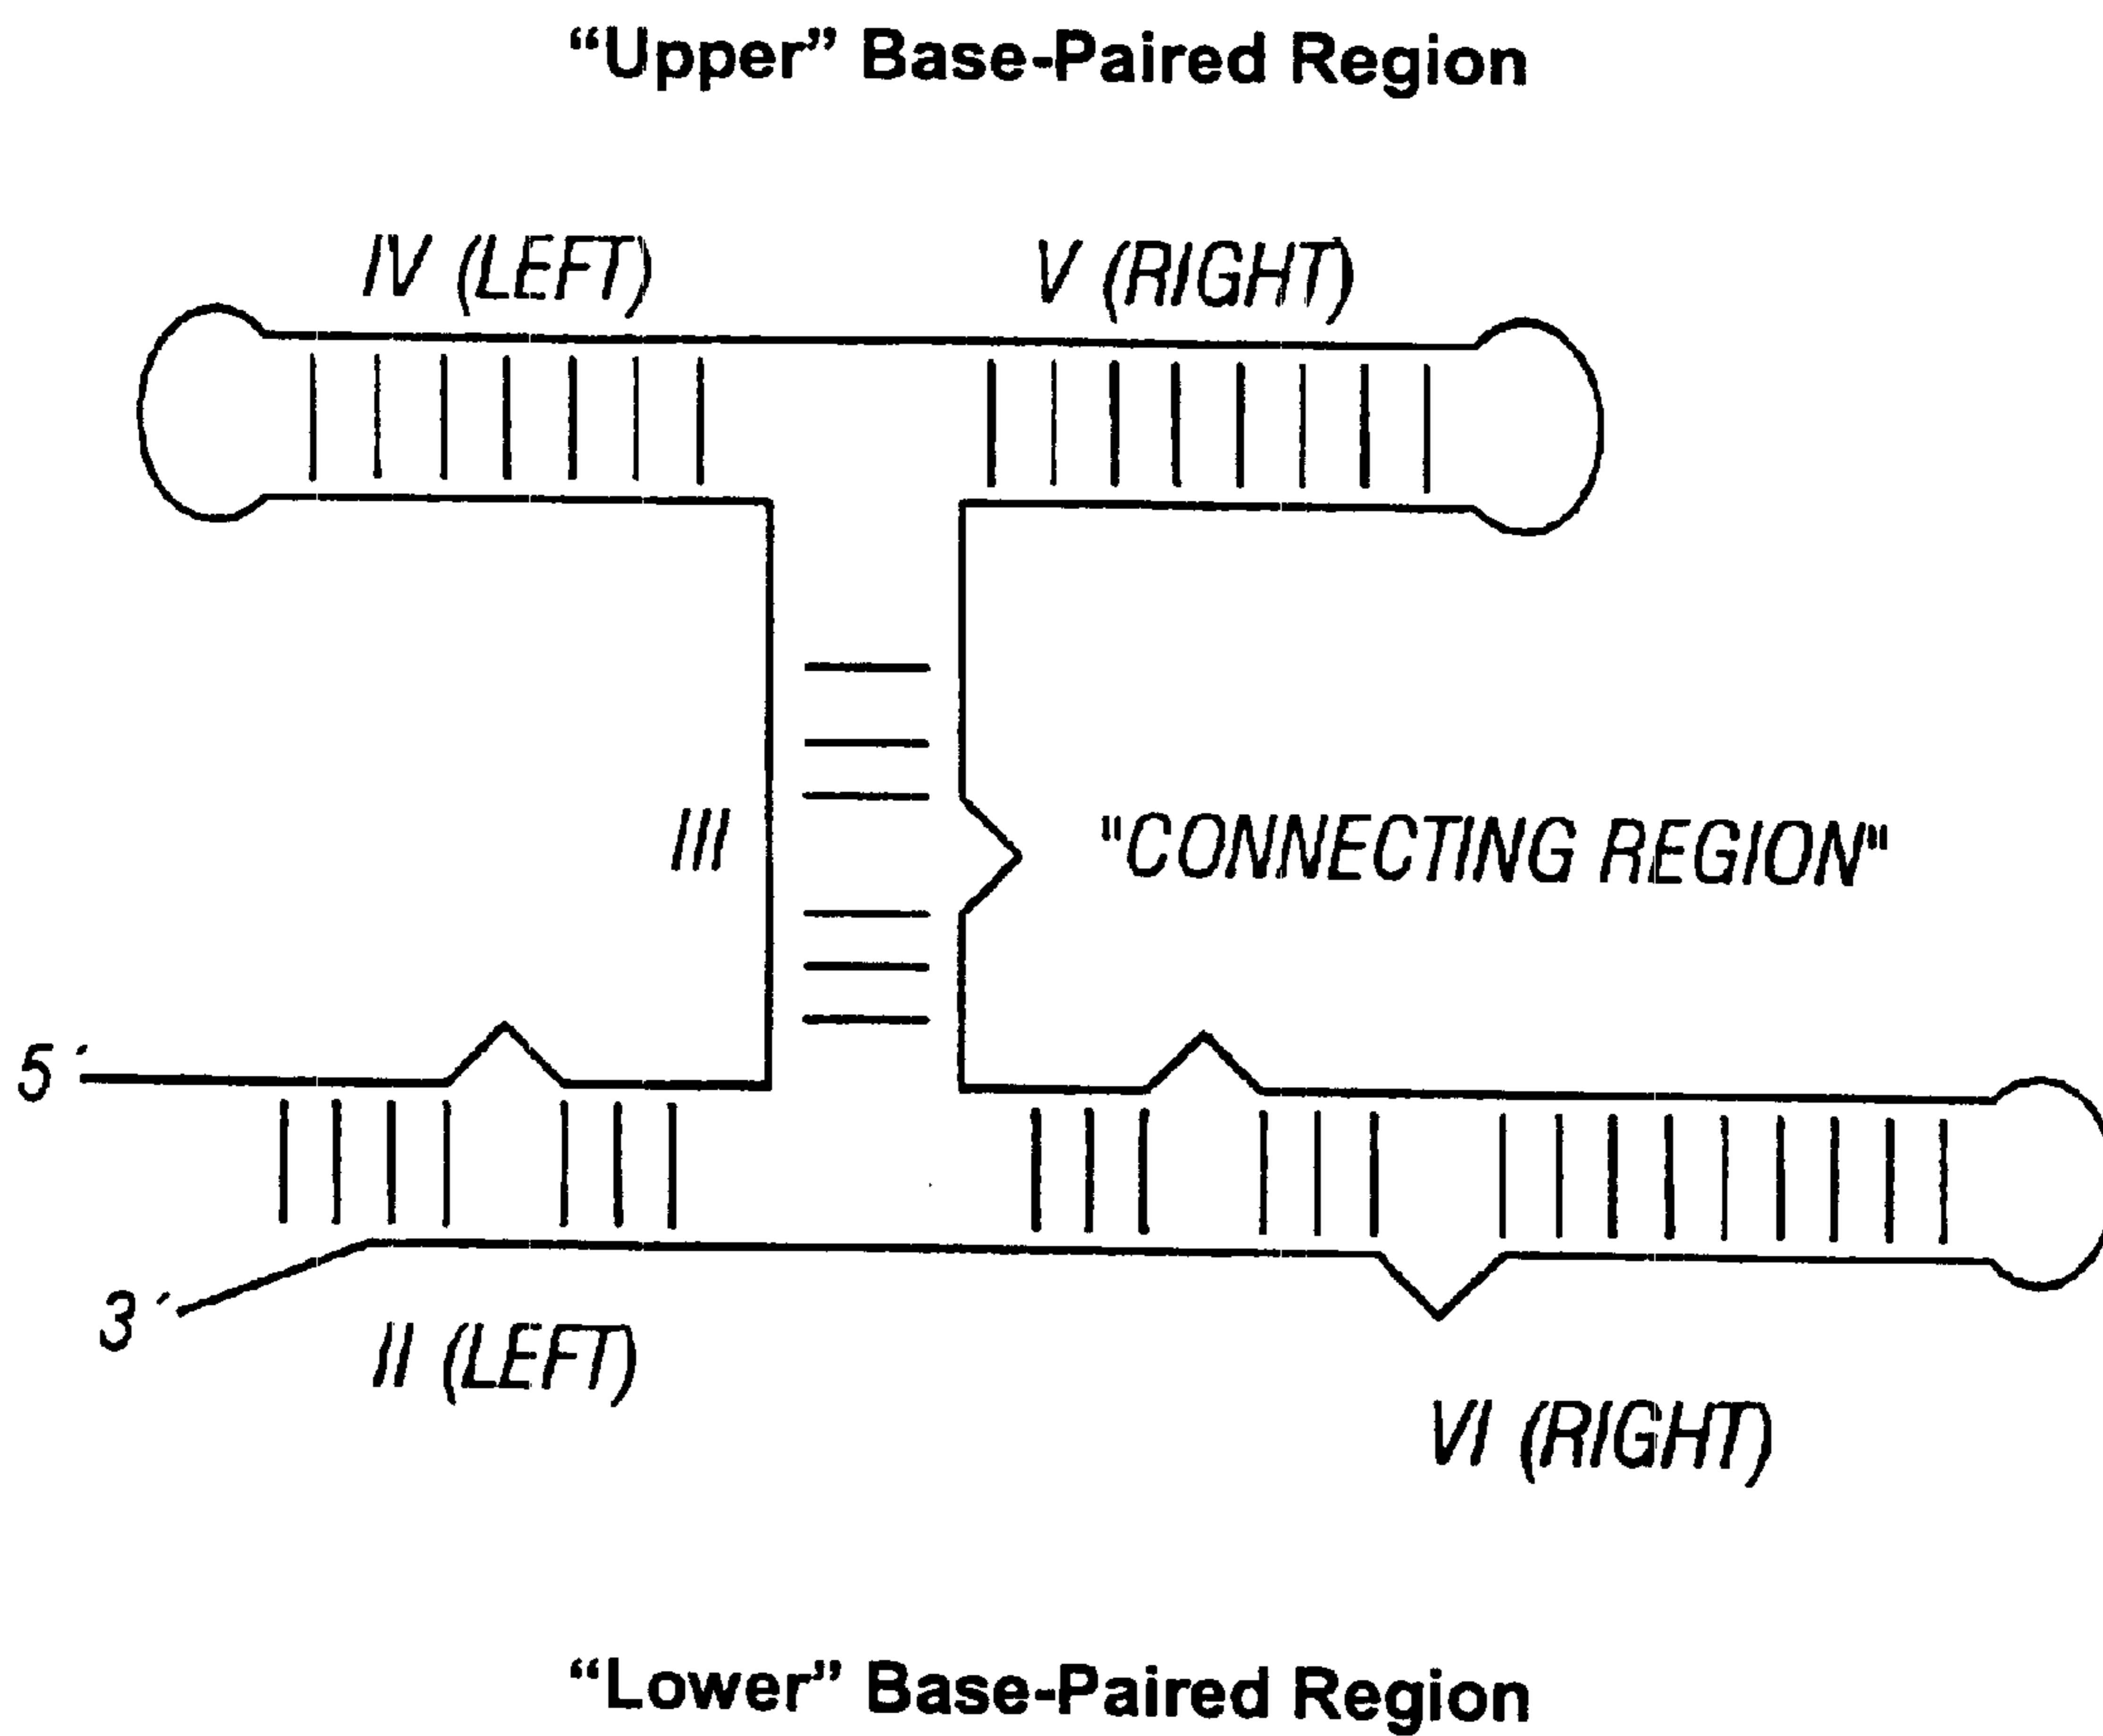 “Upper” Base-Paired Region
IV (LEFT)
V (RIGHT)
III
"CONNECTING REGION"
5´
3´
II (LEFT)
VI (RIGHT)
“Lower” Base-Paired Region